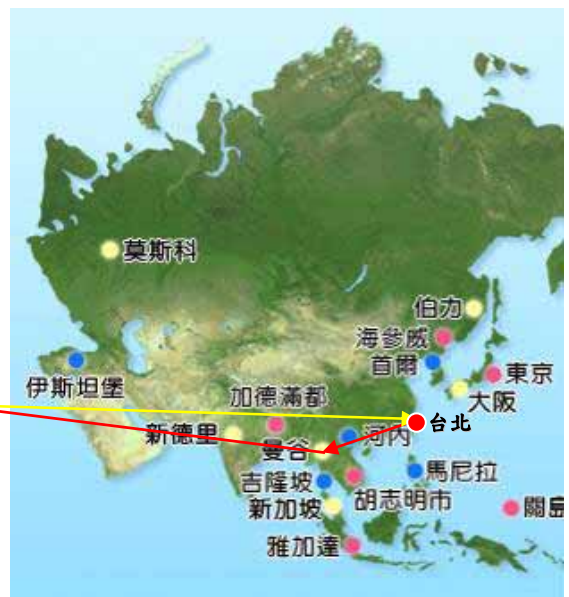 莫斯科
伯力
海參威
首爾
東京
大阪
伊斯坦堡
加德滿都
台北
新德里
曼谷
河內
吉隆坡
馬尼拉
新加坡
胡志明市
關島
雅加達